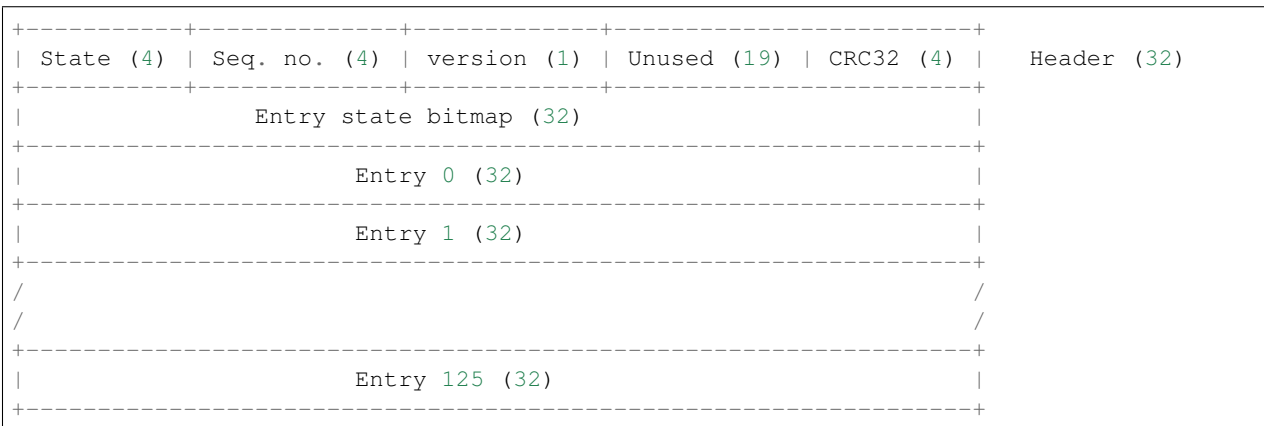 +-----------+--------------+-------------+-------------------------+
| State (4) | Seq. no. (4) | version (1) | Unused (19) | CRC32 (4) | Header (32)
+-----------+--------------+-------------+-------------------------+
| Entry state bitmap (32) |
+------------------------------------------------------------------+
| Entry 0 (32) |
+------------------------------------------------------------------+
| Entry 1 (32) |
+------------------------------------------------------------------+
/ /
/ /
+------------------------------------------------------------------+
| Entry 125 (32) |
+------------------------------------------------------------------+